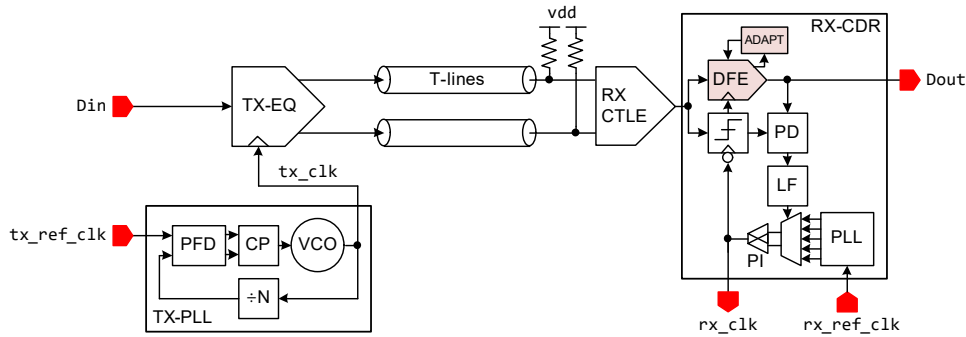 vdd
RX-CDR
ADAPT
T-lines
DFE
Din
TX-EQ
RX
CTLE
Dout
PD
tx_clk
LF
tx_ref_clk
PFD
CP
VCO
PLL
PI
÷N
TX-PLL
rx_clk
rx_ref_clk